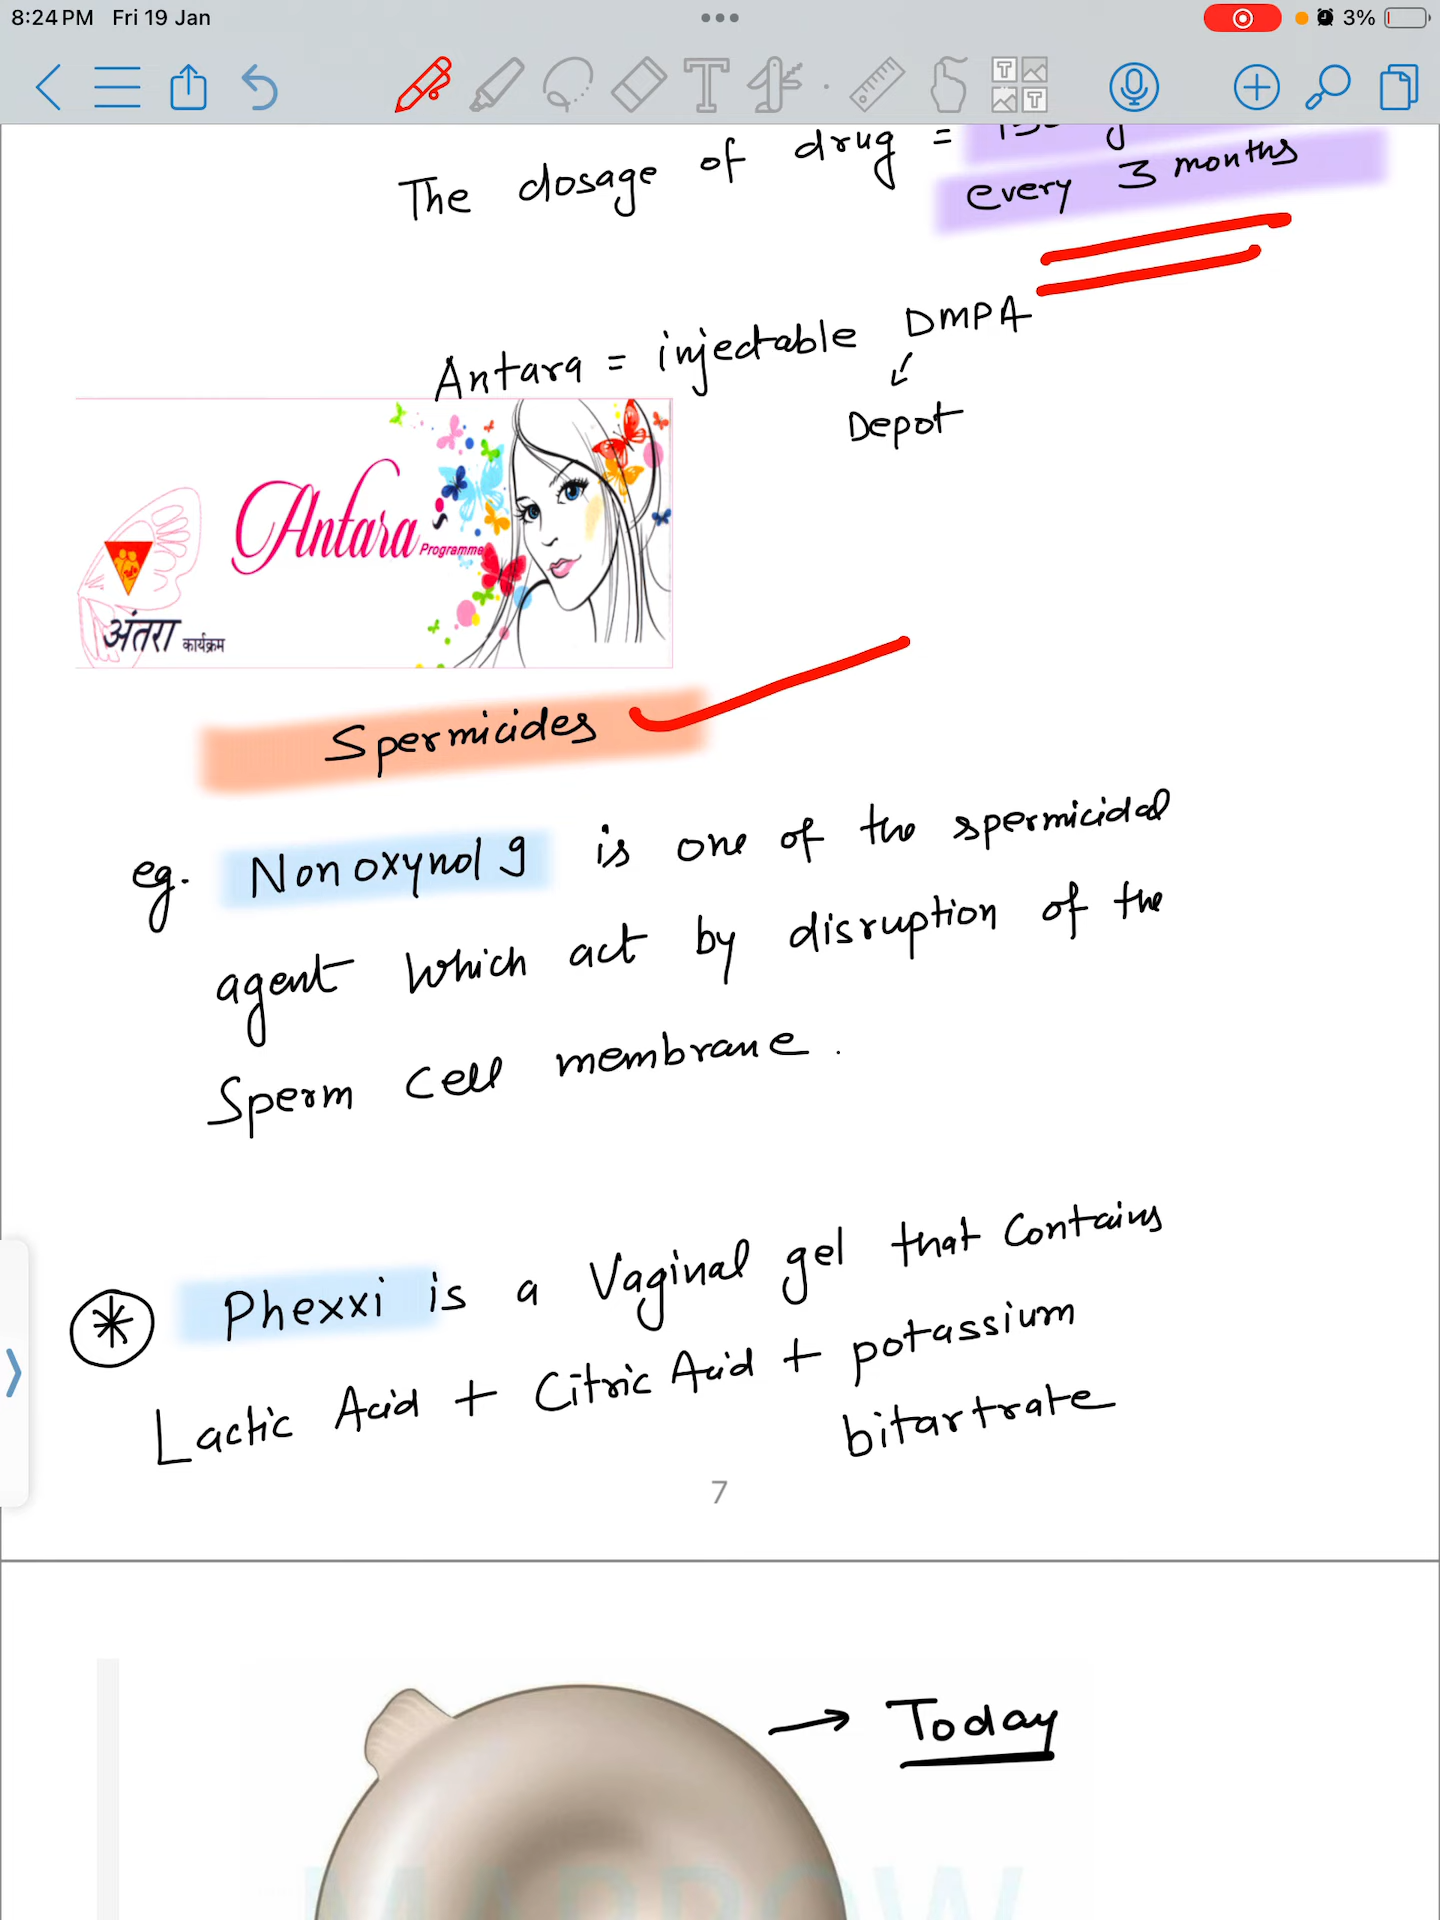 8:24 PM Fri 19 Jan
3%
The dosage of drug =
every 3 months
Antara = injectable DMPA
Depot
Antara
Programme
अंतरा कार्यक्रम
Spermicides
eg. Nonoxynol 9 is one of the spermicidal
agent which act by disruption of the
Sperm cell membrane.
Phexxi is a Vaginal gel that contains
Lactic Acid + Citric Acid + potassium
bitartrate
7
→ Today
MARROW